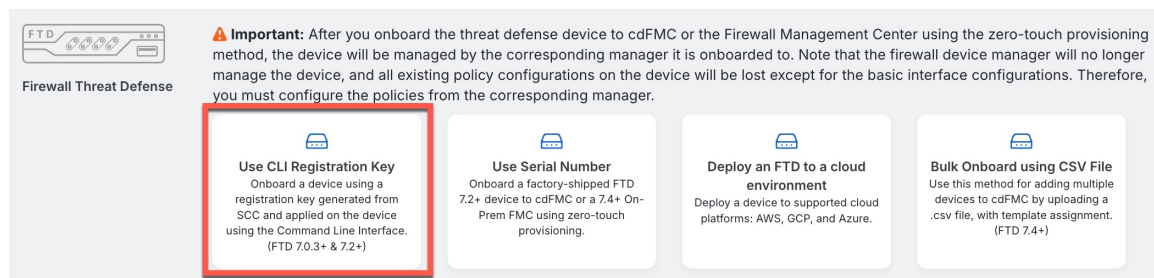 FTD
Firewall Threat Defense
Important: After you onboard the threat defense device to cdFMC or the Firewall Management Center using the zero-touch provisioning
method, the device will be managed by the corresponding manager it is onboarded to. Note that the firewall device manager will no longer
manage the device, and all existing policy configurations on the device will be lost except for the basic interface configurations. Therefore,
you must configure the policies from the corresponding manager.
Use CLI Registration Key
Onboard a device using a
registration key generated from
SCC and applied on the device
using the Command Line Interface.
(FTD 7.0.3+ & 7.2+)
Use Serial Number
Onboard a factory-shipped FTD
7.2+ device to cdFMC or a 7.4+ On-
Prem FMC using zero-touch
provisioning.
Deploy an FTD to a cloud
environment
Deploy a device to supported cloud
platforms: AWS, GCP, and Azure.
Bulk Onboard using CSV File
Use this method for adding multiple
devices to cdFMC by uploading a
.csv file, with template assignment.
(FTD 7.4+)